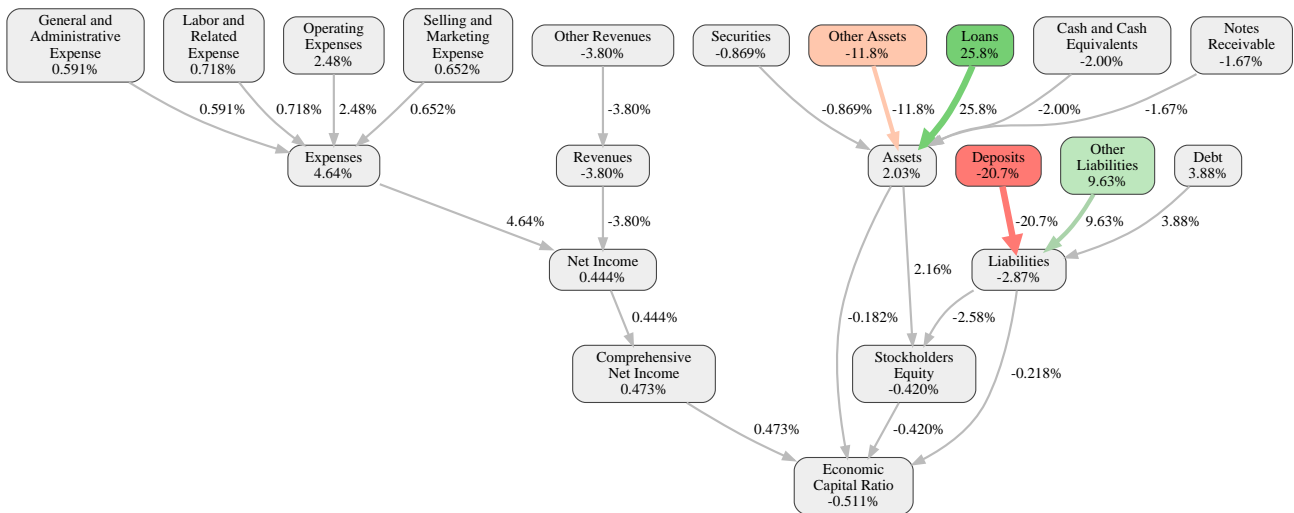 General and
Administrative
Expense
0.591%
Labor and
Related
Expense
0.718%
Operating
Expenses
2.48%
Selling and
Marketing
Expense
0.652%
Other Revenues
-3.80%
Securities
-0.869%
Other Assets
-11.8%
Loans
25.8%
Cash and Cash
Equivalents
-2.00%
Notes
Receivable
-1.67%
0.591%
0.718%
2.48%
0.652%
-3.80%
-0.869%
-11.8%
25.8%
-2.00%
-1.67%
Expenses
4.64%
Revenues
-3.80%
Assets
2.03%
Deposits
-20.7%
Other
Liabilities
9.63%
Debt
3.88%
4.64%
-3.80%
-20.7%
9.63%
3.88%
Net Income
0.444%
2.16%
Liabilities
-2.87%
0.444%
-0.182%
-2.58%
Comprehensive
Net Income
0.473%
Stockholders
Equity
-0.420%
-0.218%
0.473%
-0.420%
Economic
Capital Ratio
-0.511%